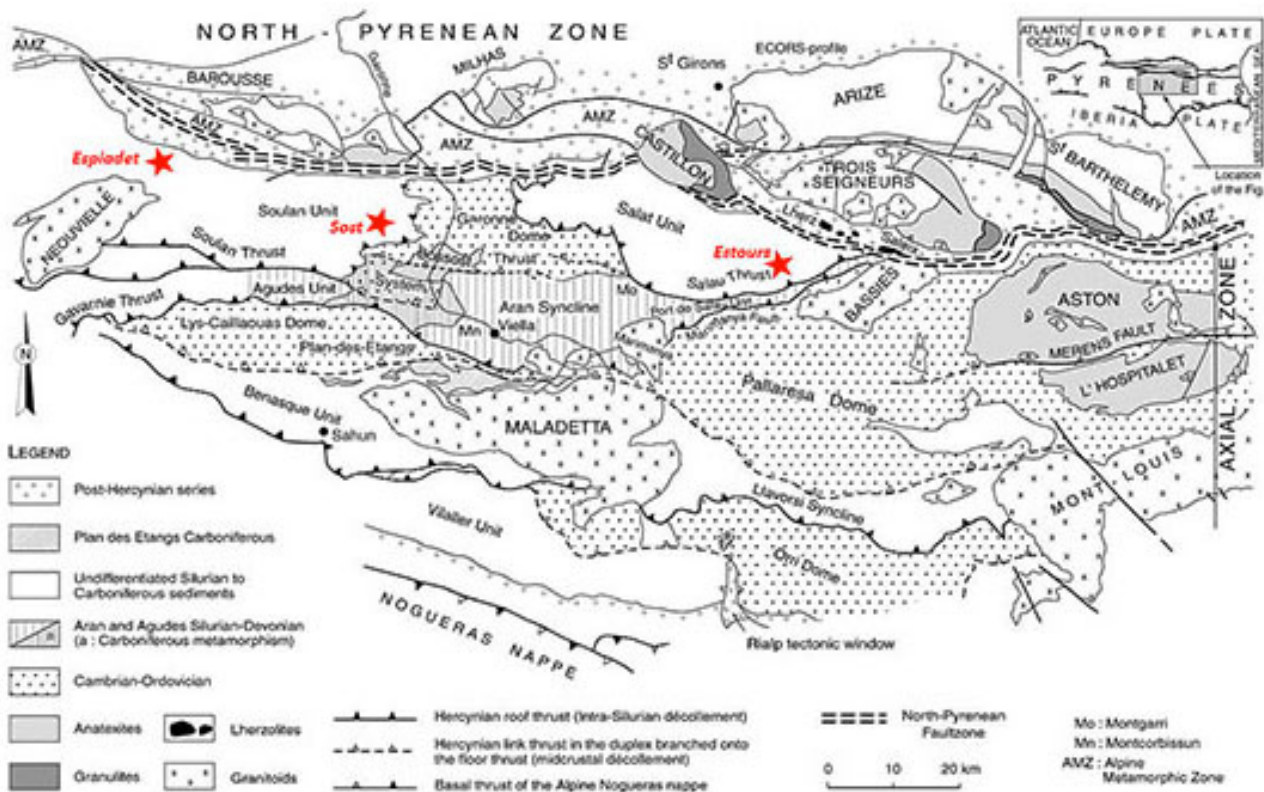 NORTH - PYRENEAN ZONE
ATLANTIC OCEAN
EUROPE PLATE
PYRENEES
IBERIA PLATE
MEDITERRANEAN SEA
Location of the Fig
AMZ
BAROUSSE
Garonne
MILHAS
St Girons
ECORS-profile
ARIZE
AMZ
AMZ
AMZ
CASTILLON
TROIS SEIGNEURS
St BARTHELEMY
AMZ
Espiadet
NEOUVIELLE
Soulan Unit
Sost
Garonne Dome
Salat Unit
Lherz
Estours
Soulan Thrust
Thrust
System
Salau Thrust
BASSIES
Gavarnie Thrust
Agudes Unit
Aran Syncline
Mo
Mn
Viella
Marimanya
ASTON
MERENS FAULT
L'HOSPITALET
AXIAL ZONE
Lys-Caillaouas Dome
Plan-des-Etangs
Pallaresa Dome
N
Benasque Unit
Sahun
MALADETTA
MONT LOUIS
Llavorsi Syncline
Vilaller Unit
Orri Dome
NOGUERAS NAPPE
Rialp tectonic window
LEGEND
Post-Hercynian series
Plan des Etangs Carboniferous
Undifferentiated Silurian to
Carboniferous sediments
Aran and Agudes Silurian-Devonian
(a : Carboniferous metamorphism)
Cambrian-Ordovician
Anatexites
Lherzolites
Granulites
Granitoids
Hercynian roof thrust (Intra-Silurian décollement)
Hercynian link thrust in the duplex branched onto
the floor thrust (midcrustal décollement)
Basal thrust of the Alpine Nogueras nappe
North-Pyrenean
Faultzone
0 10 20 km
Mo : Montgarri
Mn : Montcorbissun
AMZ : Alpine
Metamorphic Zone